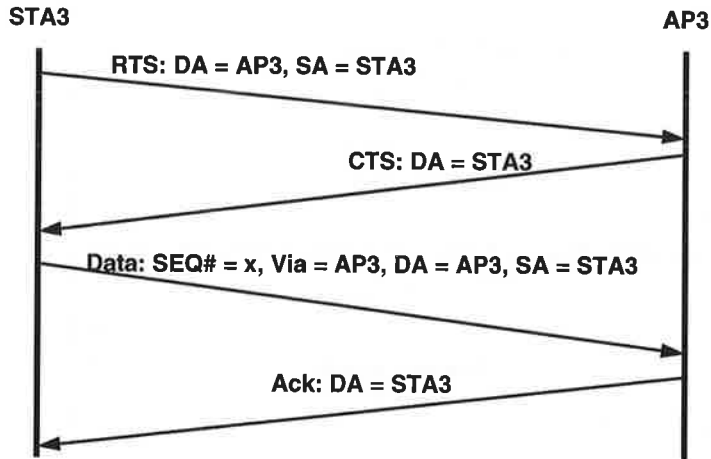 STA3
AP3
RTS: DA = AP3, SA = STA3
CTS: DA = STA3
Data: SEQ# = x, Via = AP3, DA = AP3, SA = STA3
Ack: DA = STA3